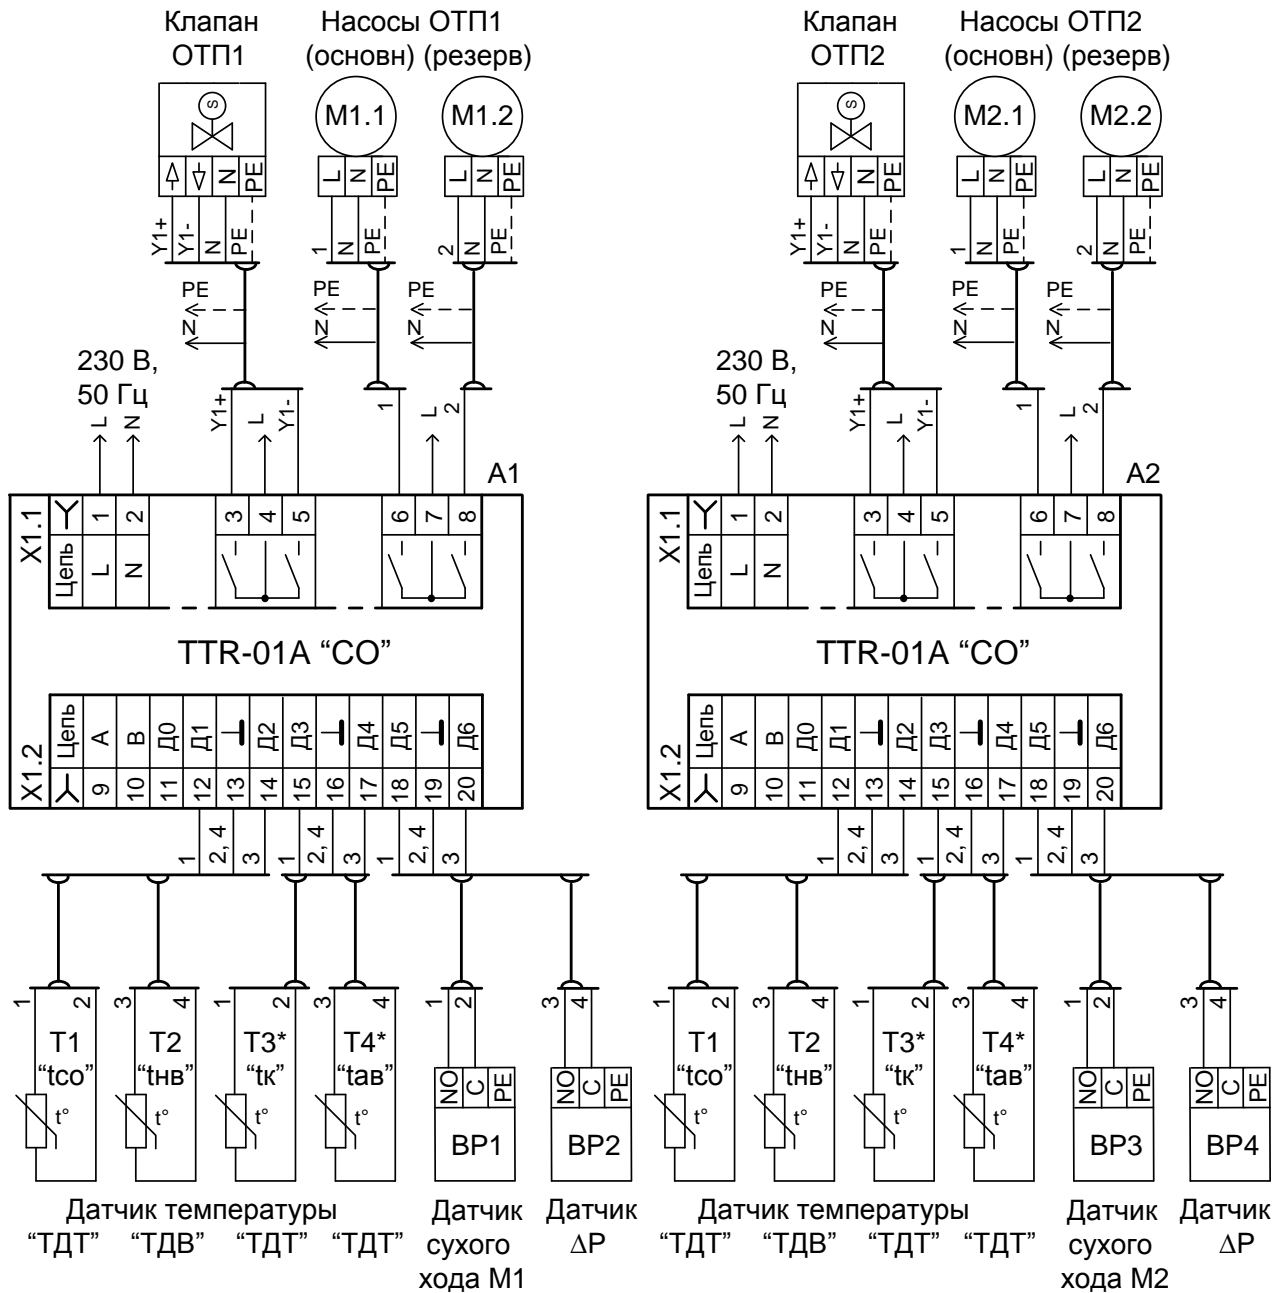 Клапан
ОТП1
Насосы ОТП1
(основн) (резерв)
Клапан
ОТП2
Насосы ОТП2
(основн) (резерв)
S
M1.1
M1.2
S
M2.1
M2.2
N PE
L N PE
L N PE
N PE
L N PE
L N PE
Y1+ Y1- N PE
1 N PE
2 N
Y1+ Y1- N PE
1 N PE
2 N
PE
N
PE
N
PE
N
PE
N
PE
N
PE
N
230 В,
50 Гц
L N
Y1+ L Y1-
1 L 2
230 В,
50 Гц
L N
Y1+ L Y1-
1 L 2
A1
A2
X1.1
1 2 3 4 5 6 7 8
Цепь L N
X1.1
1 2 3 4 5 6 7 8
Цепь L N
TTR-01A “СО”
TTR-01A “СО”
X1.2
Цепь A B Д0 Д1 Д2 Д3 Д4 Д5 Д6
9 10 11 12 13 14 15 16 17 18 19 20
X1.2
Цепь A B Д0 Д1 Д2 Д3 Д4 Д5 Д6
9 10 11 12 13 14 15 16 17 18 19 20
1 2, 4 3
1 2, 4 3
1 2, 4 3
1 2, 4 3
1 2, 4 3
1 2, 4 3
1 2
3 4
1 2
3 4
1 2
3 4
1 2
3 4
1 2
3 4
1 2
3 4
T1
“tсо”
t°
T2
“tнв”
t°
T3*
“tк”
t°
T4*
“tав”
t°
NO C PE
BP1
NO C PE
BP2
T1
“tсо”
t°
T2
“tнв”
t°
T3*
“tк”
t°
T4*
“tав”
t°
NO C PE
BP3
NO C PE
BP4
Датчик температуры
“ТДТ” “ТДВ” “ТДТ” “ТДТ”
Датчик
сухого
хода М1
Датчик
∆P
Датчик температуры
“ТДТ” “ТДВ” “ТДТ” “ТДТ”
Датчик
сухого
хода М2
Датчик
∆P